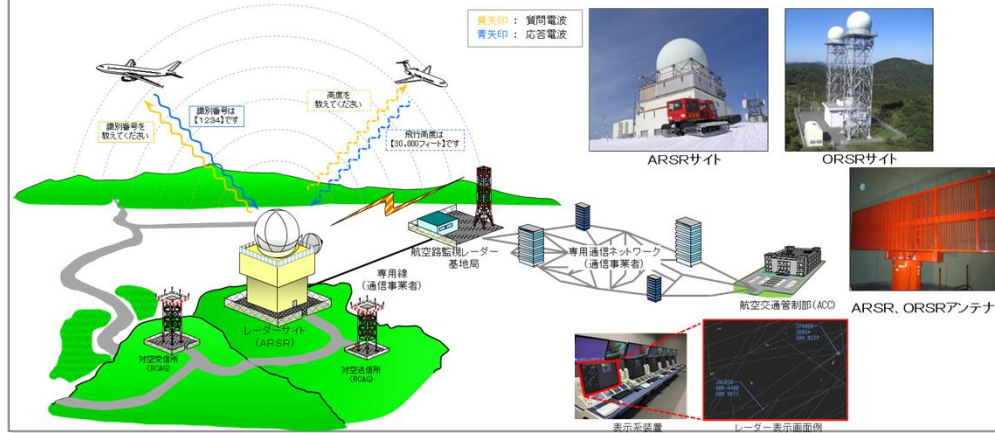 黄矢印 ： 質問電波
青矢印 ： 応答電波
識別番号は
【1234】です
識別番号を
教えてください
高度を
教えてください
飛行高度は
【30,000フィート】です
ARSRサイト
ORSRサイト
航空路監視レーダー
基地局
専用線
（通信事業者）
専用通信ネットワーク
（通信事業者）
航空交通管制部(ACC)
ARSR、ORSRアンテナ
レーダーサイト
(ARSR)
対空受信所
(RCAG)
対空送信所
(RCAG)
表示系装置
レーダー表示画面例